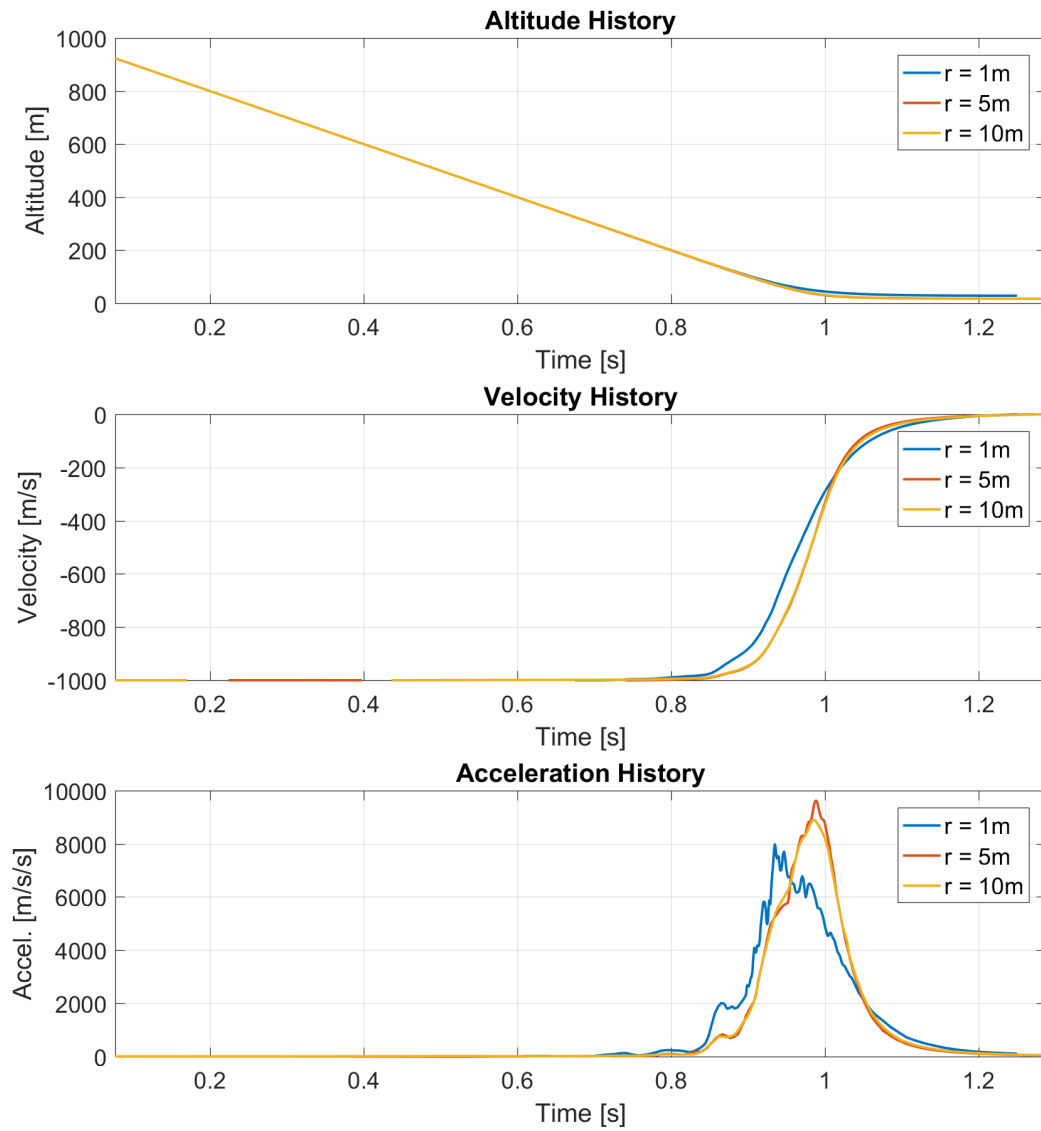 Altitude History
1000
800
600
400
200
0
Altitude [m]
0.2 0.4 0.6 0.8 1 1.2
Time [s]
r = 1m
r = 5m
r = 10m
Velocity History
0
-200
-400
-600
-800
-1000
Velocity [m/s]
0.2 0.4 0.6 0.8 1 1.2
Time [s]
r = 1m
r = 5m
r = 10m
Acceleration History
10000
8000
6000
4000
2000
0
Accel. [m/s/s]
0.2 0.4 0.6 0.8 1 1.2
Time [s]
r = 1m
r = 5m
r = 10m